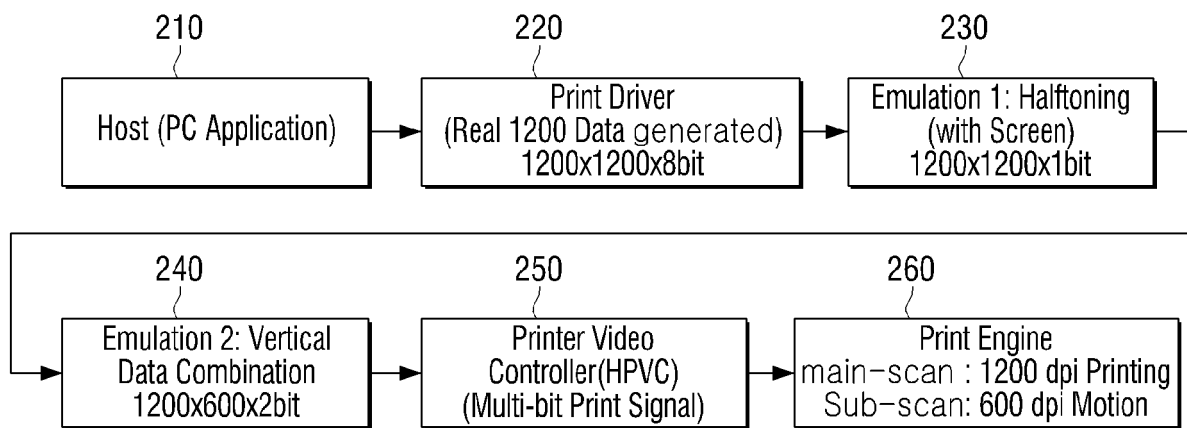 210
220
230
Host (PC Application)
Print Driver
(Real 1200 Data generated)
1200x1200x8bit
Emulation 1: Halftoning
(with Screen)
1200x1200x1bit
240
250
260
Emulation 2: Vertical
Data Combination
1200x600x2bit
Printer Video
Controller(HPVC)
(Multi-bit Print Signal)
Print Engine
main-scan : 1200 dpi Printing
Sub-scan: 600 dpi Motion